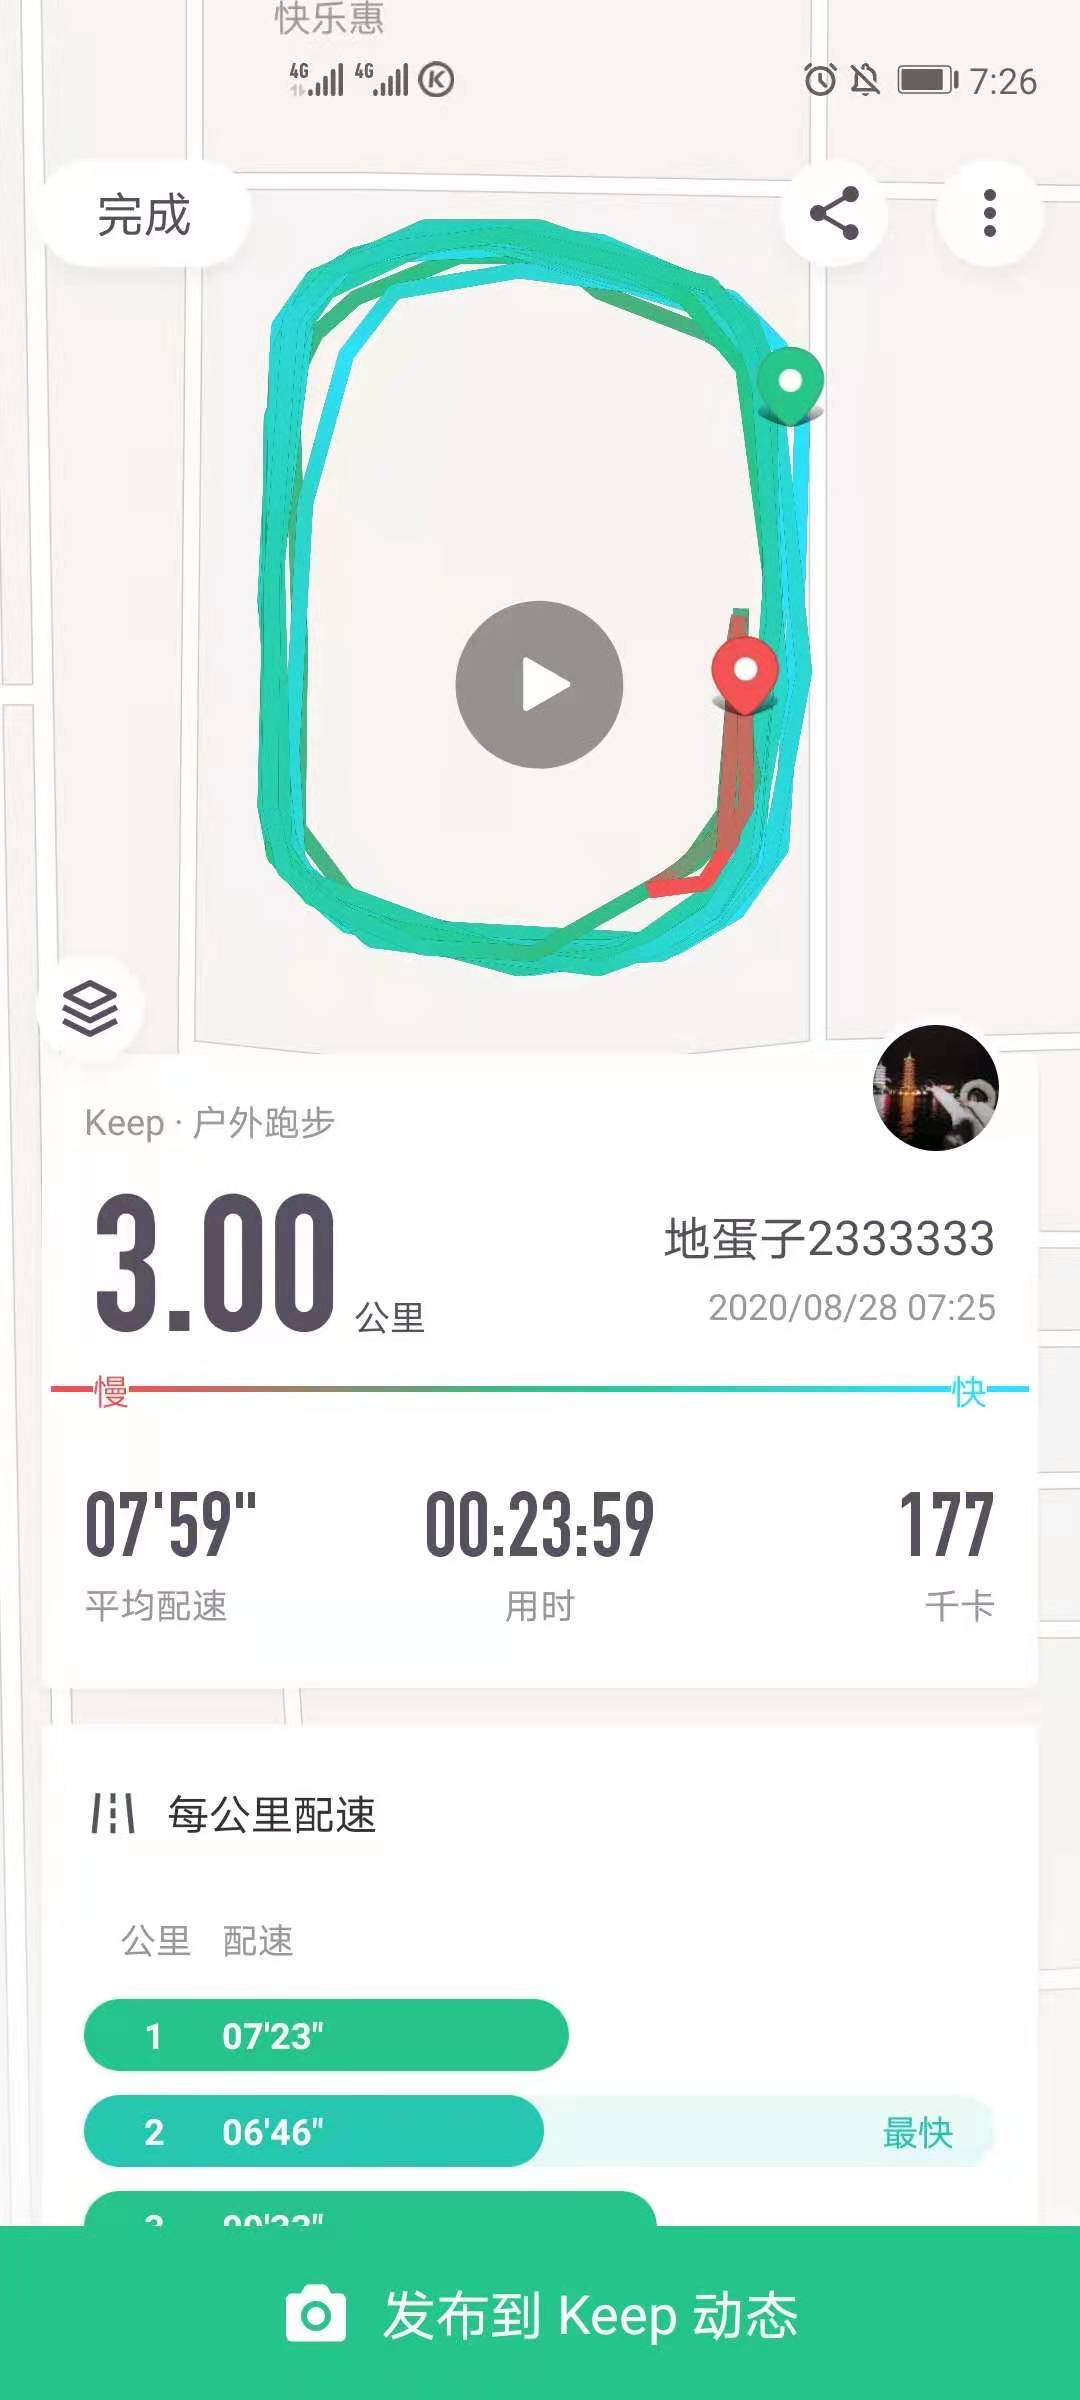 快乐惠
4G 4G K 7:26
完成
Keep · 户外跑步
3.00 公里
地蛋子2333333
2020/08/28 07:25
慢 快
07'59" 00:23:59 177
平均配速 用时 千卡
每公里配速
公里 配速
1 07'23"
2 06'46" 最快
发布到 Keep 动态